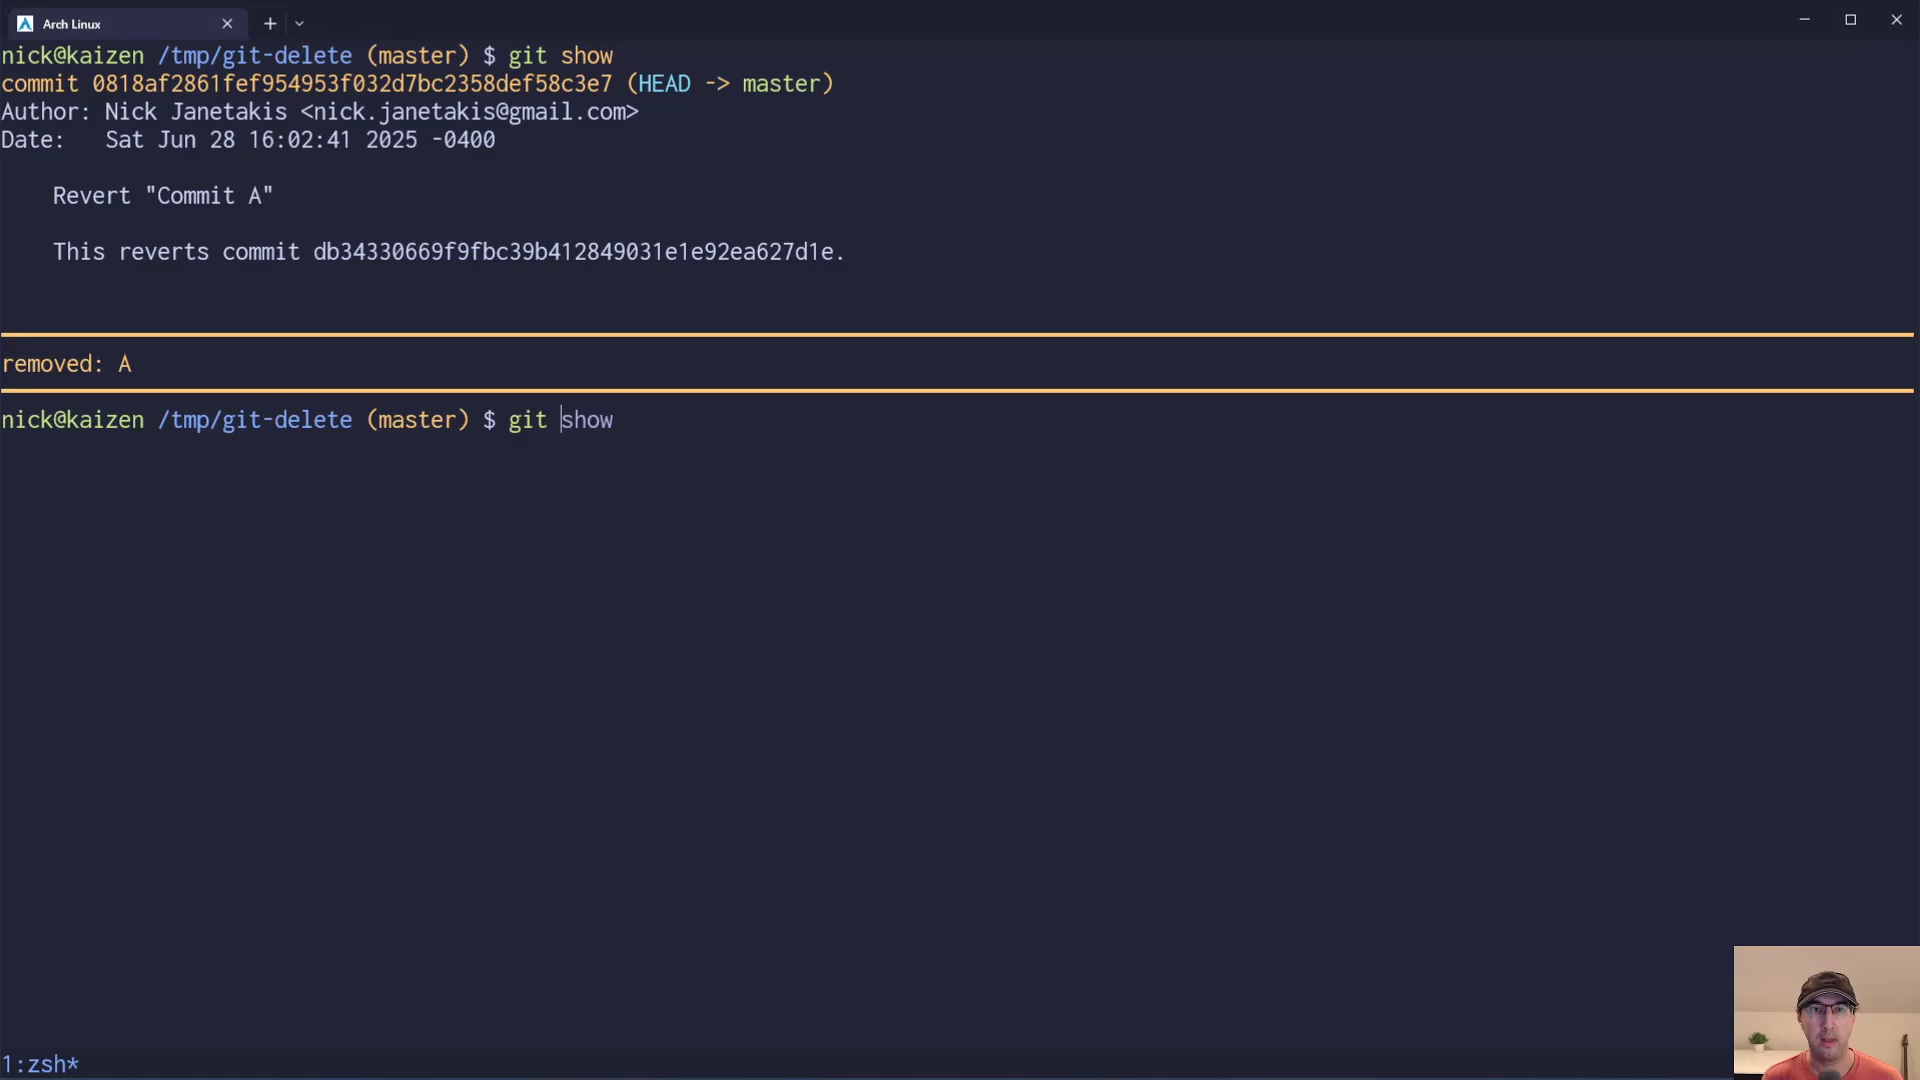 Arch Linux
nick@kaizen /tmp/git-delete (master) $ git show
commit 0818af2861fef954953f032d7bc2358def58c3e7 (HEAD -> master)
Author: Nick Janetakis <nick.janetakis@gmail.com>
Date:   Sat Jun 28 16:02:41 2025 -0400
Revert "Commit A"
This reverts commit db34330669f9fbc39b412849031e1e92ea627d1e.
removed: A
nick@kaizen /tmp/git-delete (master) $ git show
1:zsh*